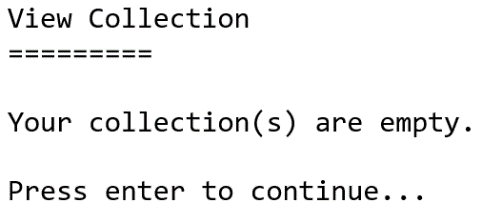 View Collection
=========
Your collection(s) are empty.
Press enter to continue...